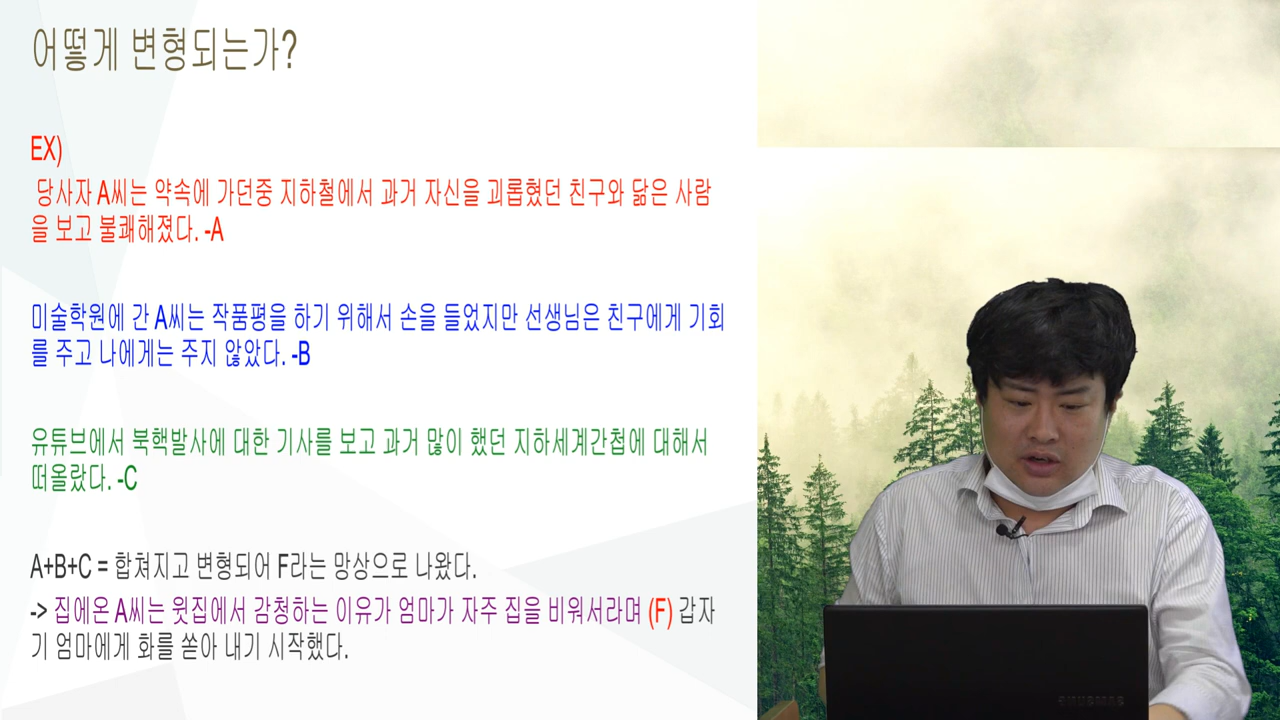 어떻게 변형되는가?
EX)
당사자 A씨는 약속에 가던중 지하철에서 과거 자신을 괴롭혔던 친구와 닮은 사람
을 보고 불쾌해졌다. -A
미술학원에 간 A씨는 작품평을 하기 위해서 손을 들었지만 선생님은 친구에게 기회
를 주고 나에게는 주지 않았다. -B
유튜브에서 북핵발사에 대한 기사를 보고 과거 많이 했던 지하세계간첩에 대해서
떠올랐다. -C
A+B+C = 합쳐지고 변형되어 F라는 망상으로 나왔다.
-> 집에온 A씨는 윗집에서 감청하는 이유가 엄마가 자주 집을 비워서라며 (F) 갑자
기 엄마에게 화를 쏟아 내기 시작했다.
SAMSUNG